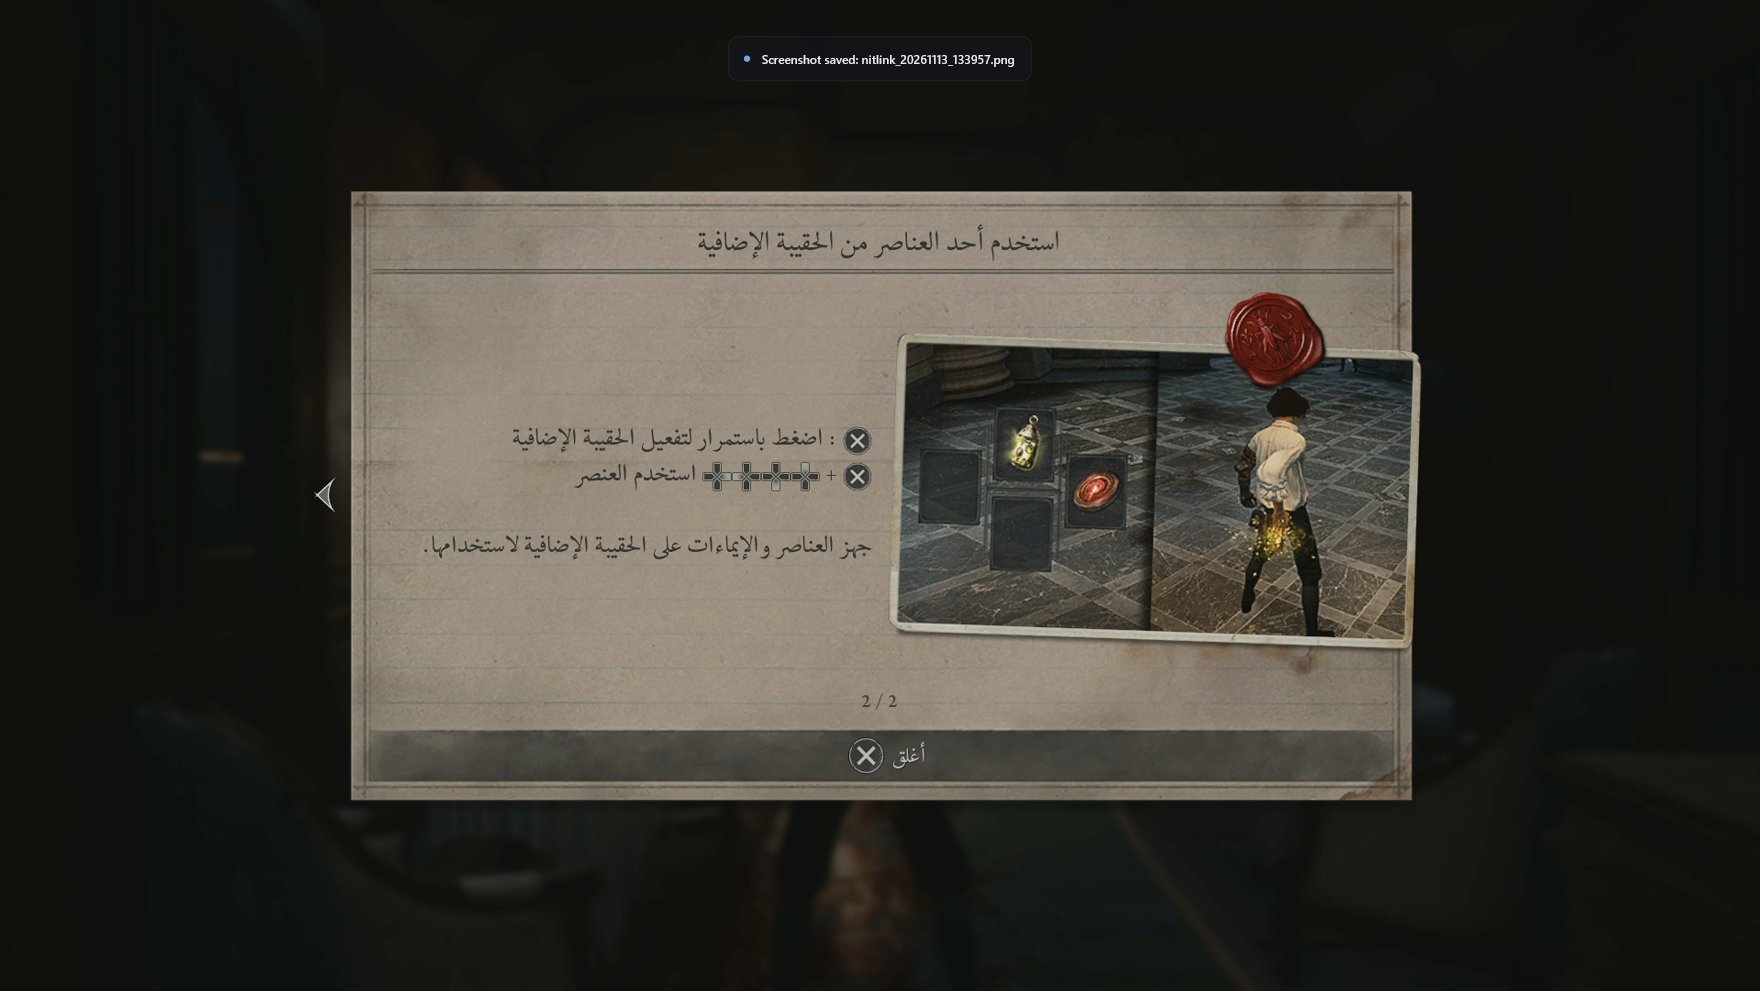 Screenshot saved: nitlink_20261113_133957.png
استخدم أحد العناصر من الحقيبة الإضافية
: اضغط باستمرار لتفعيل الحقيبة الإضافية
+ استخدم العنصر
جهز العناصر والإيماءات على الحقيبة الإضافية لاستخدامها.
2 / 2
أغلق